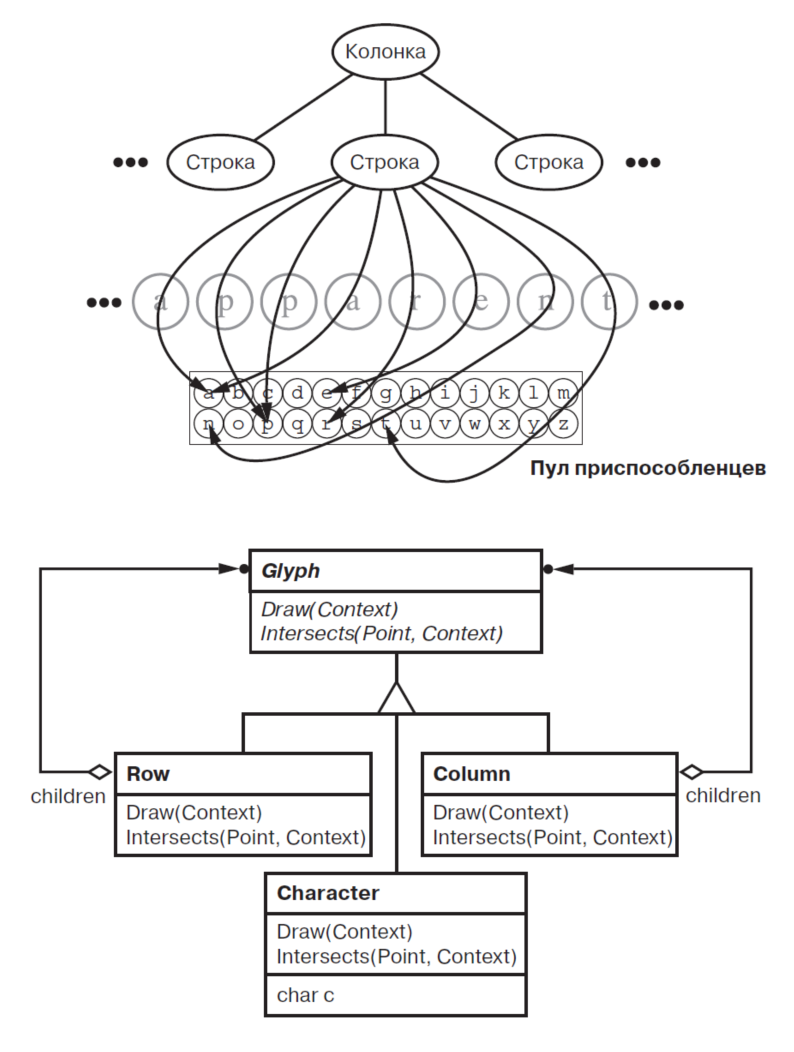 Колонка
••• Строка Строка Строка •••
••• a p p a r e n t •••
a b c d e f g h i j k l m
n o p q r s t u v w x y z
Пул приспособленцев
Glyph
Draw(Context)
Intersects(Point, Context)
Row
Draw(Context)
Intersects(Point, Context)
children
Column
Draw(Context)
Intersects(Point, Context)
children
Character
Draw(Context)
Intersects(Point, Context)
char c